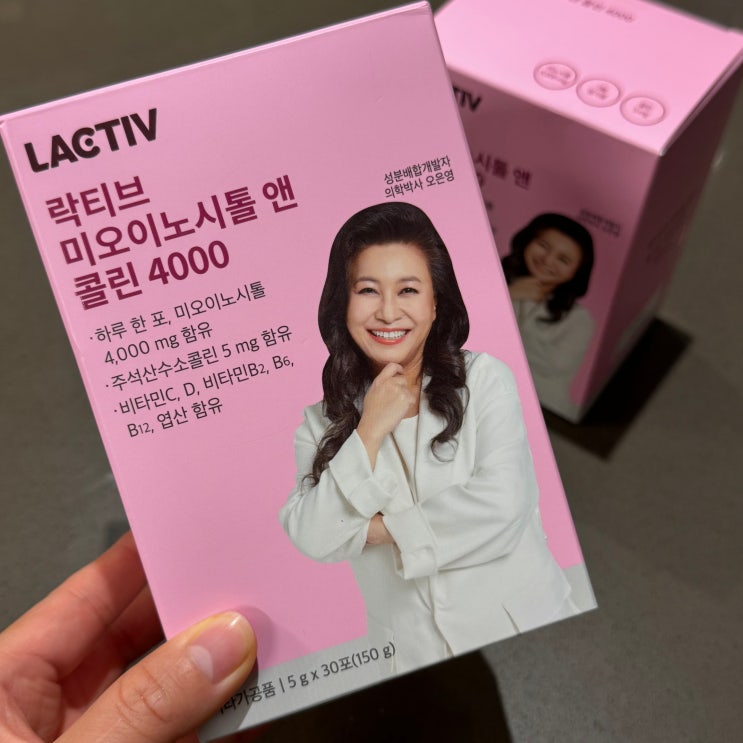 LACTIV
락티브
미오이노시톨 앤
콜린 4000
성분배합개발자
의학박사 오은영
·하루 한 포, 미오이노시톨
4,000 mg 함유
·주석산수소콜린 5 mg 함유
·비타민C, D, 비타민B2, B6,
B12, 엽산 함유
| 5 g x 30포(150 g)